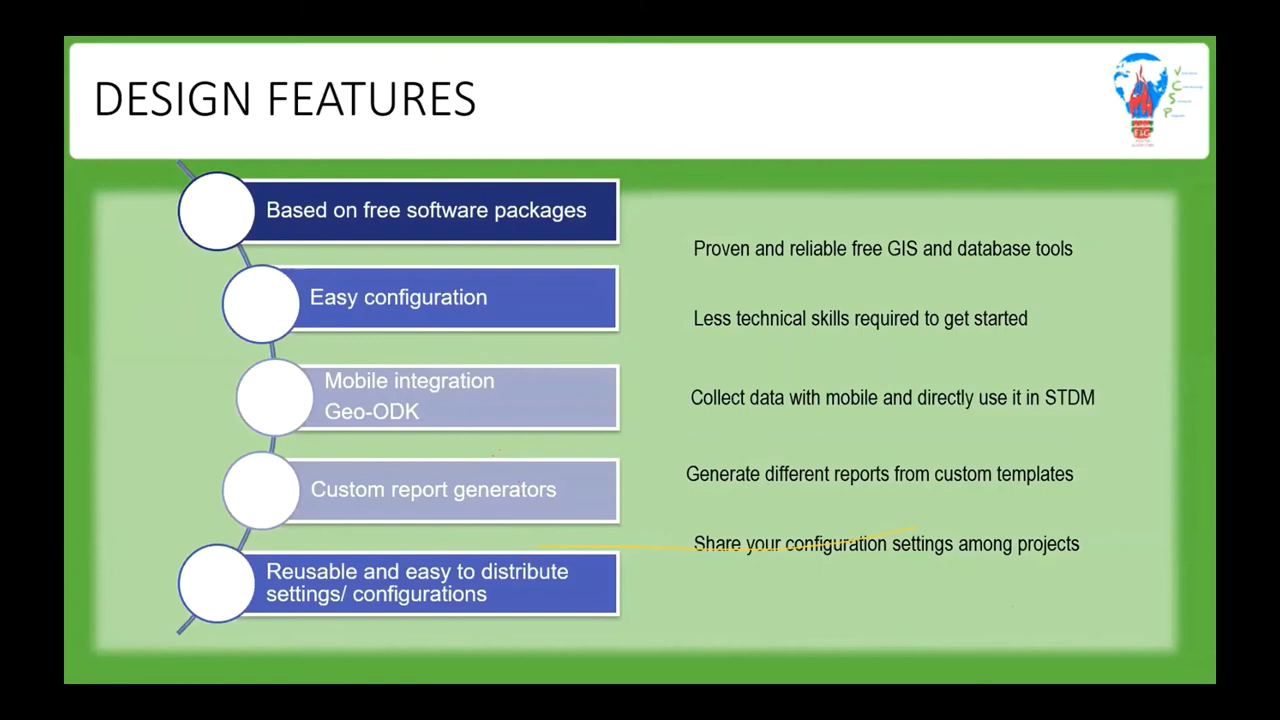 DESIGN FEATURES
V
C
S
P
FIG
Based on free software packages
Proven and reliable free GIS and database tools
Easy configuration
Less technical skills required to get started
Mobile integration
Geo-ODK
Collect data with mobile and directly use it in STDM
Custom report generators
Generate different reports from custom templates
Reusable and easy to distribute
settings/ configurations
Share your configuration settings among projects